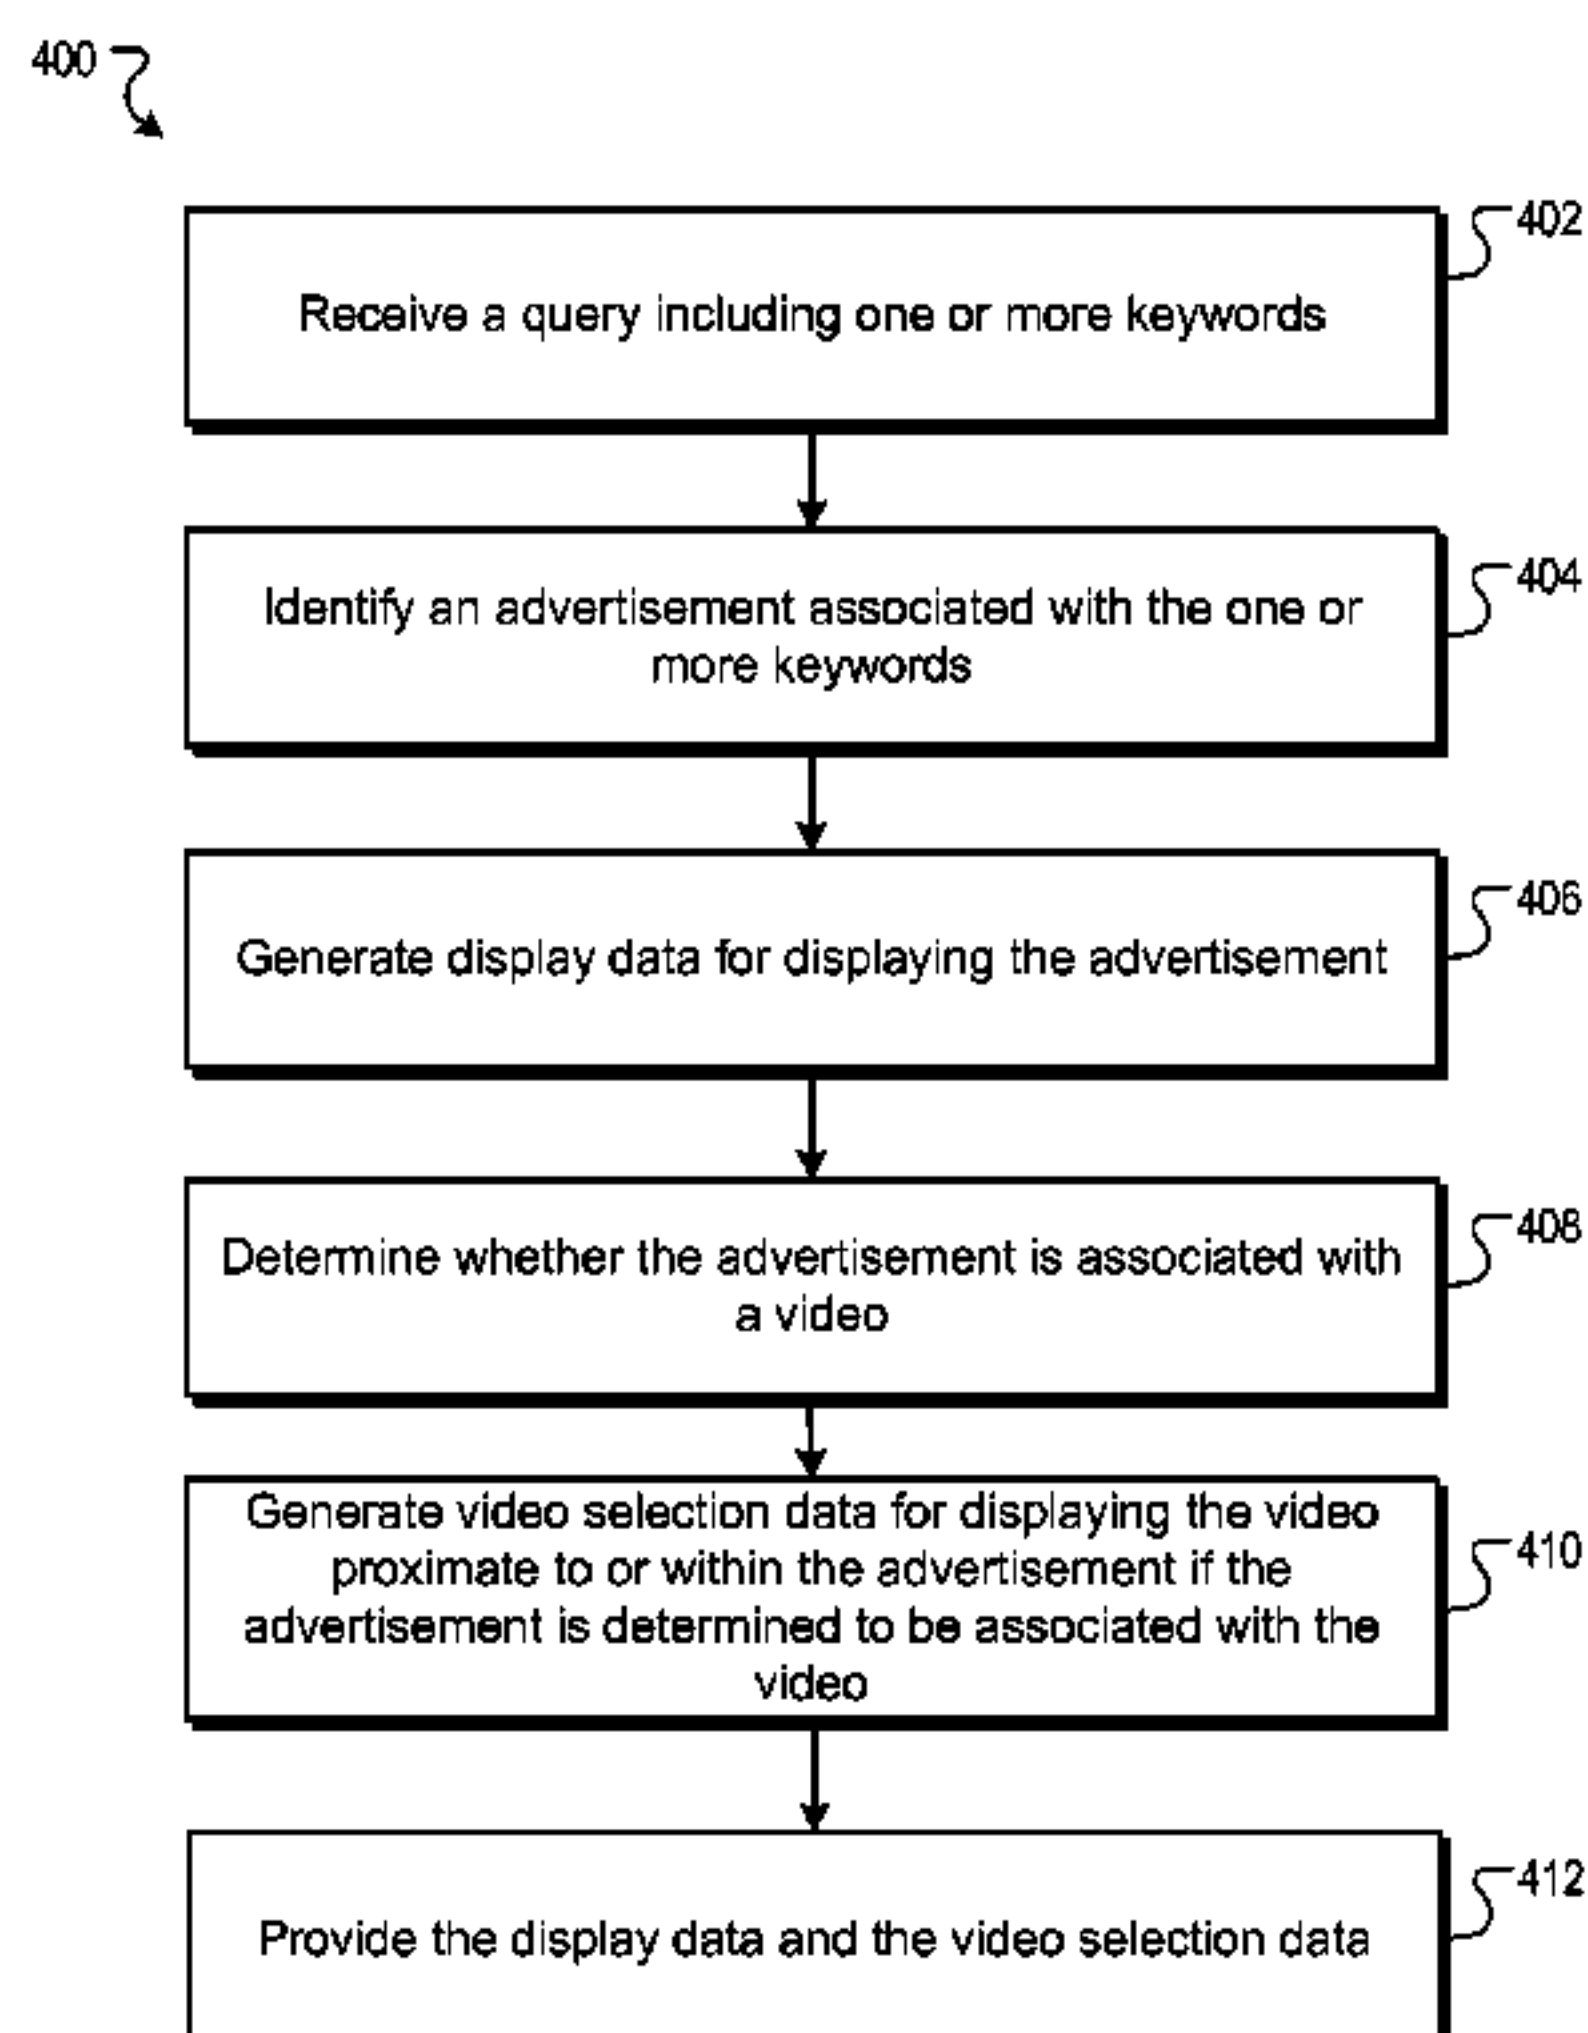 400
402
Receive a query including one or more keywords
404
Identify an advertisement associated with the one or
more keywords
406
Generate display data for displaying the advertisement
408
Determine whether the advertisement is associated with
a video
410
Generate video selection data for displaying the video
proximate to or within the advertisement if the
advertisement is determined to be associated with the
video
412
Provide the display data and the video selection data